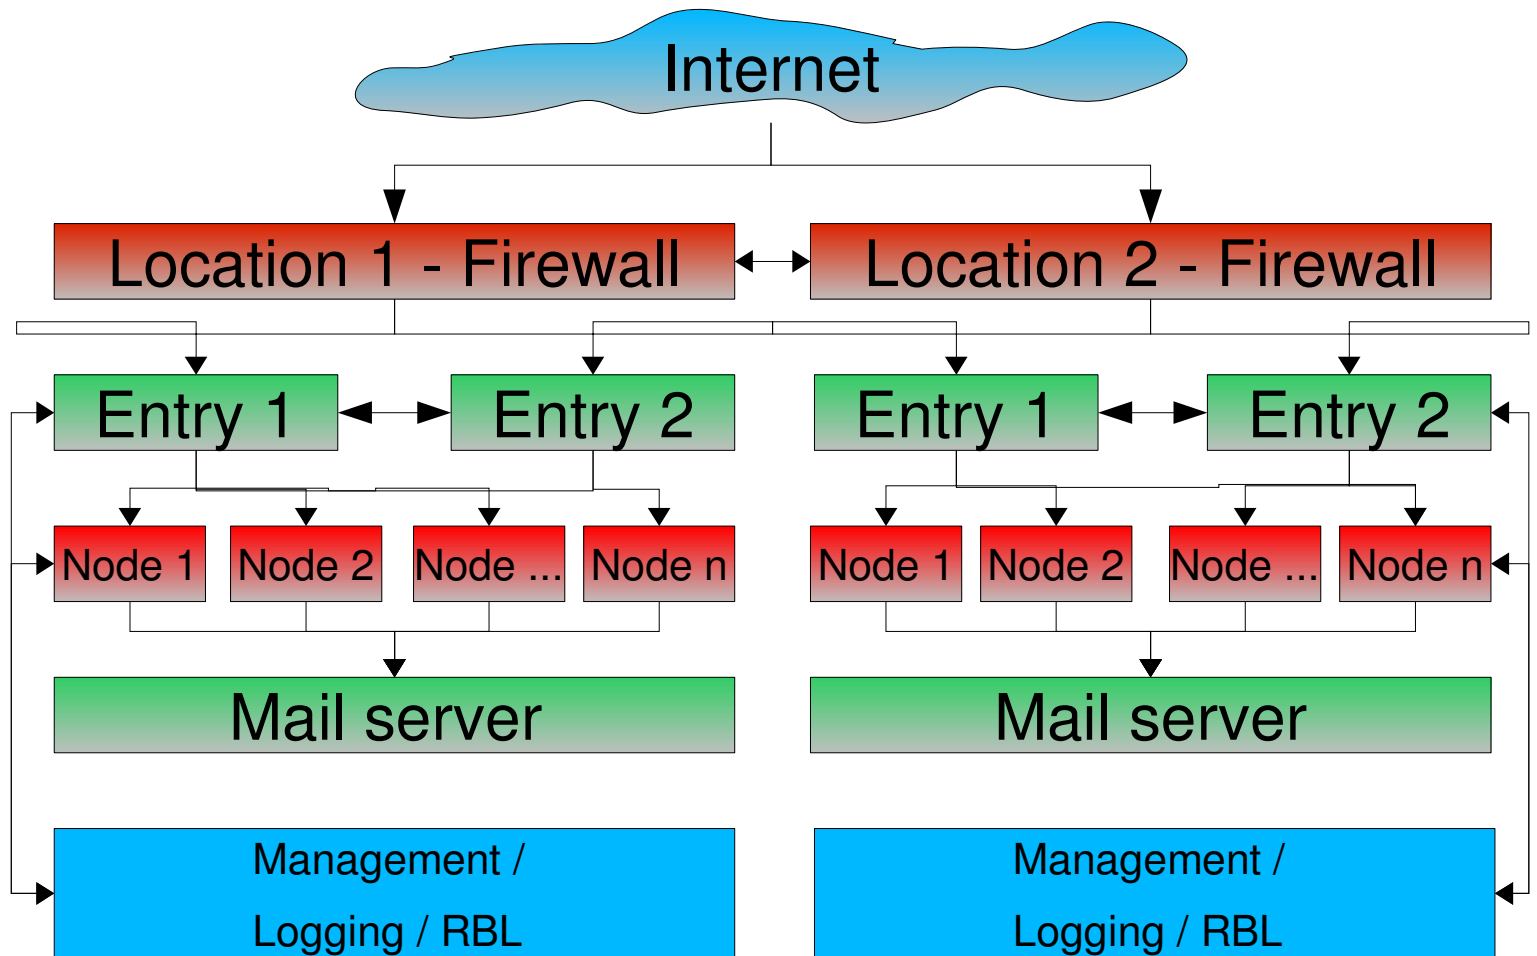 Internet
Location 1 - Firewall
Location 2 - Firewall
Entry 1
Entry 2
Entry 1
Entry 2
Node 1
Node 2
Node ...
Node n
Node 1
Node 2
Node ...
Node n
Mail server
Mail server
Management /
Logging / RBL
Management /
Logging / RBL